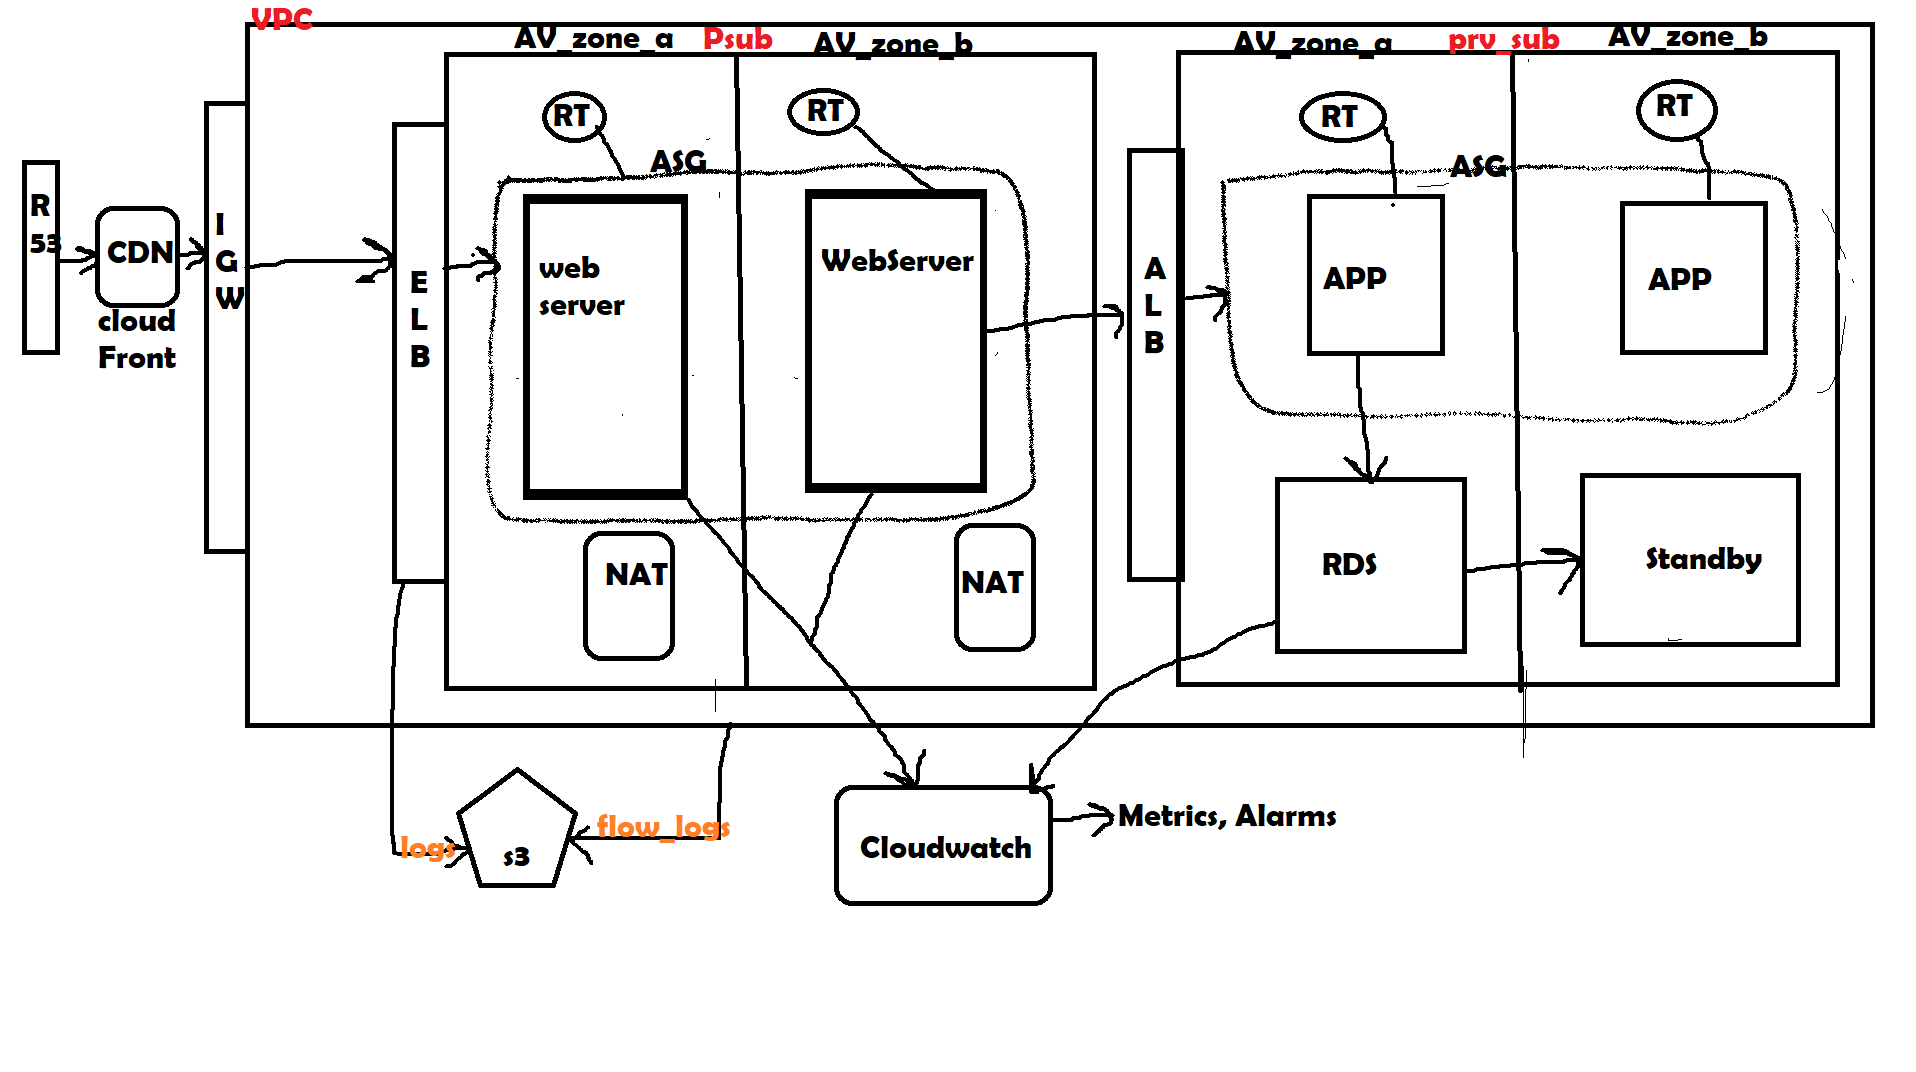 VPC
AV_zone_a
Psub
AV_zone_b
AV_zone_a
prv_sub
AV_zone_b
RT
RT
RT
RT
ASG
ASG
R
53
CDN
cloud
Front
I
G
W
E
L
B
web
server
WebServer
A
L
B
APP
APP
NAT
NAT
RDS
Standby
logs
s3
flow_logs
Cloudwatch
Metrics, Alarms